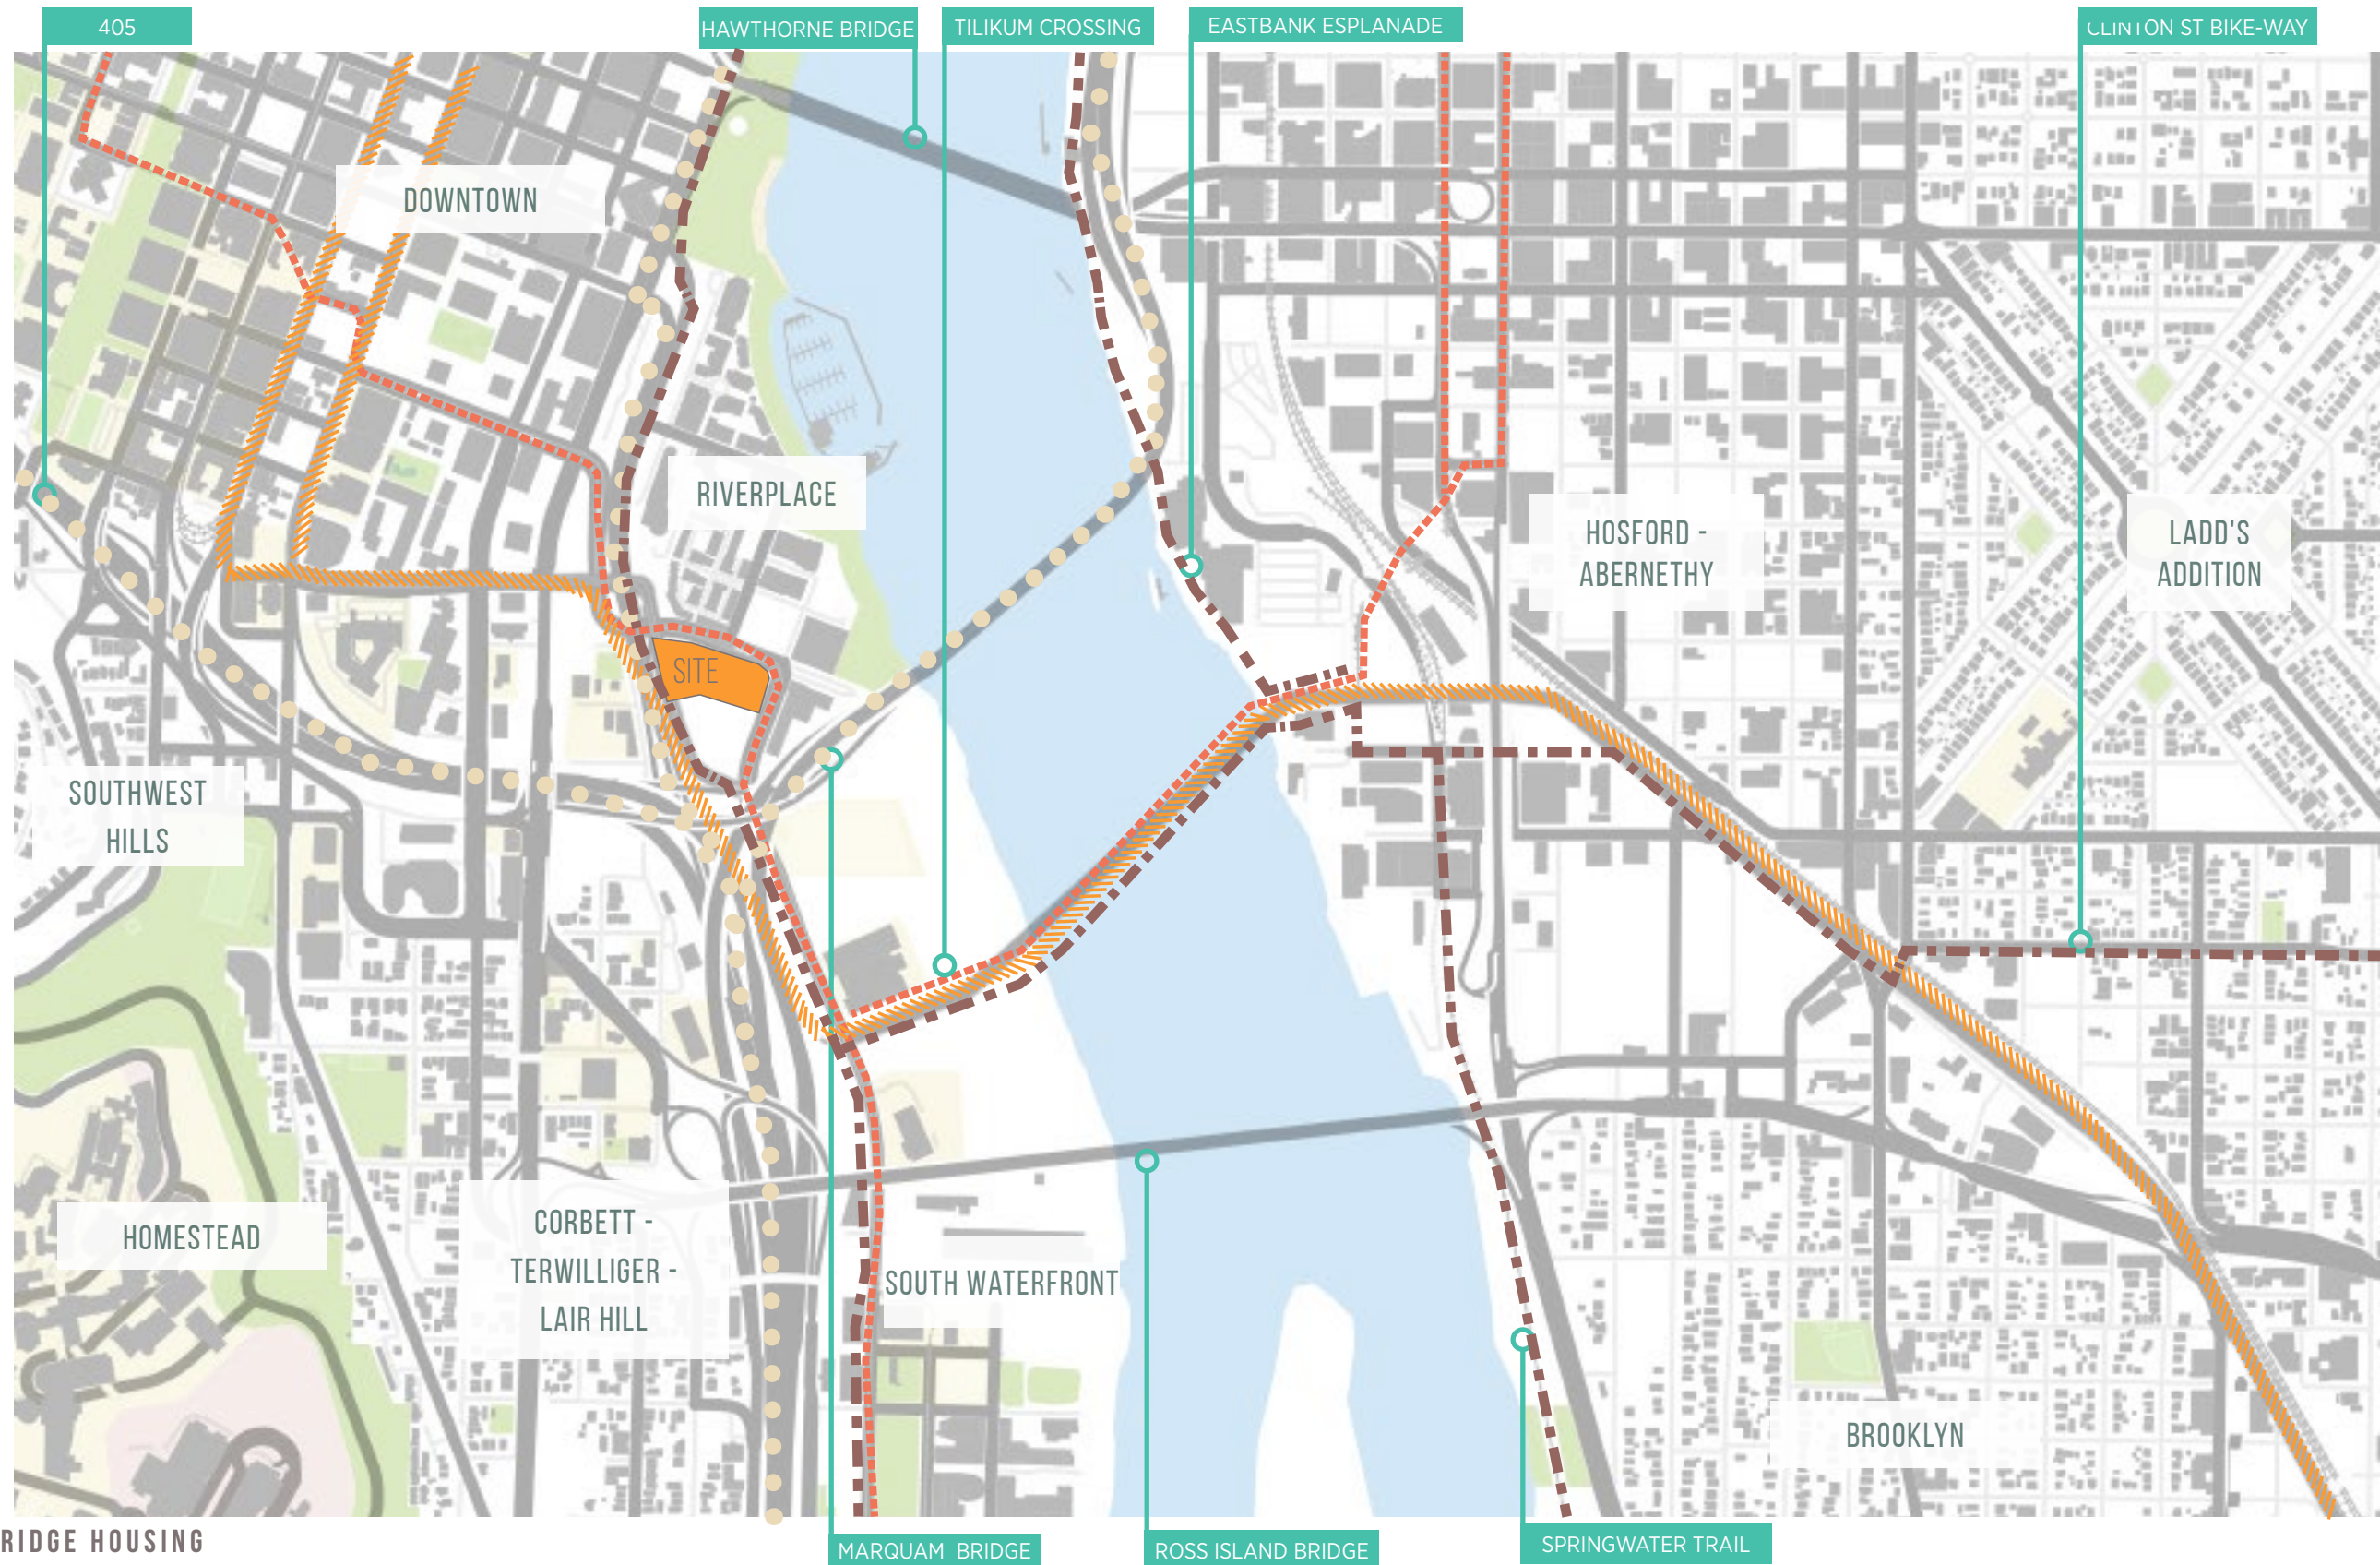 405
HAWTHORNE BRIDGE
TILIKUM CROSSING
EASTBANK ESPLANADE
CLINTON ST BIKE-WAY
DOWNTOWN
RIVERPLACE
HOSFORD -
ABERNETHY
LADD'S
ADDITION
SITE
SOUTHWEST
HILLS
HOMESTEAD
CORBETT -
TERWILLIGER -
LAIR HILL
SOUTH WATERFRONT
BROOKLYN
RIDGE HOUSING
MARQUAM BRIDGE
ROSS ISLAND BRIDGE
SPRINGWATER TRAIL